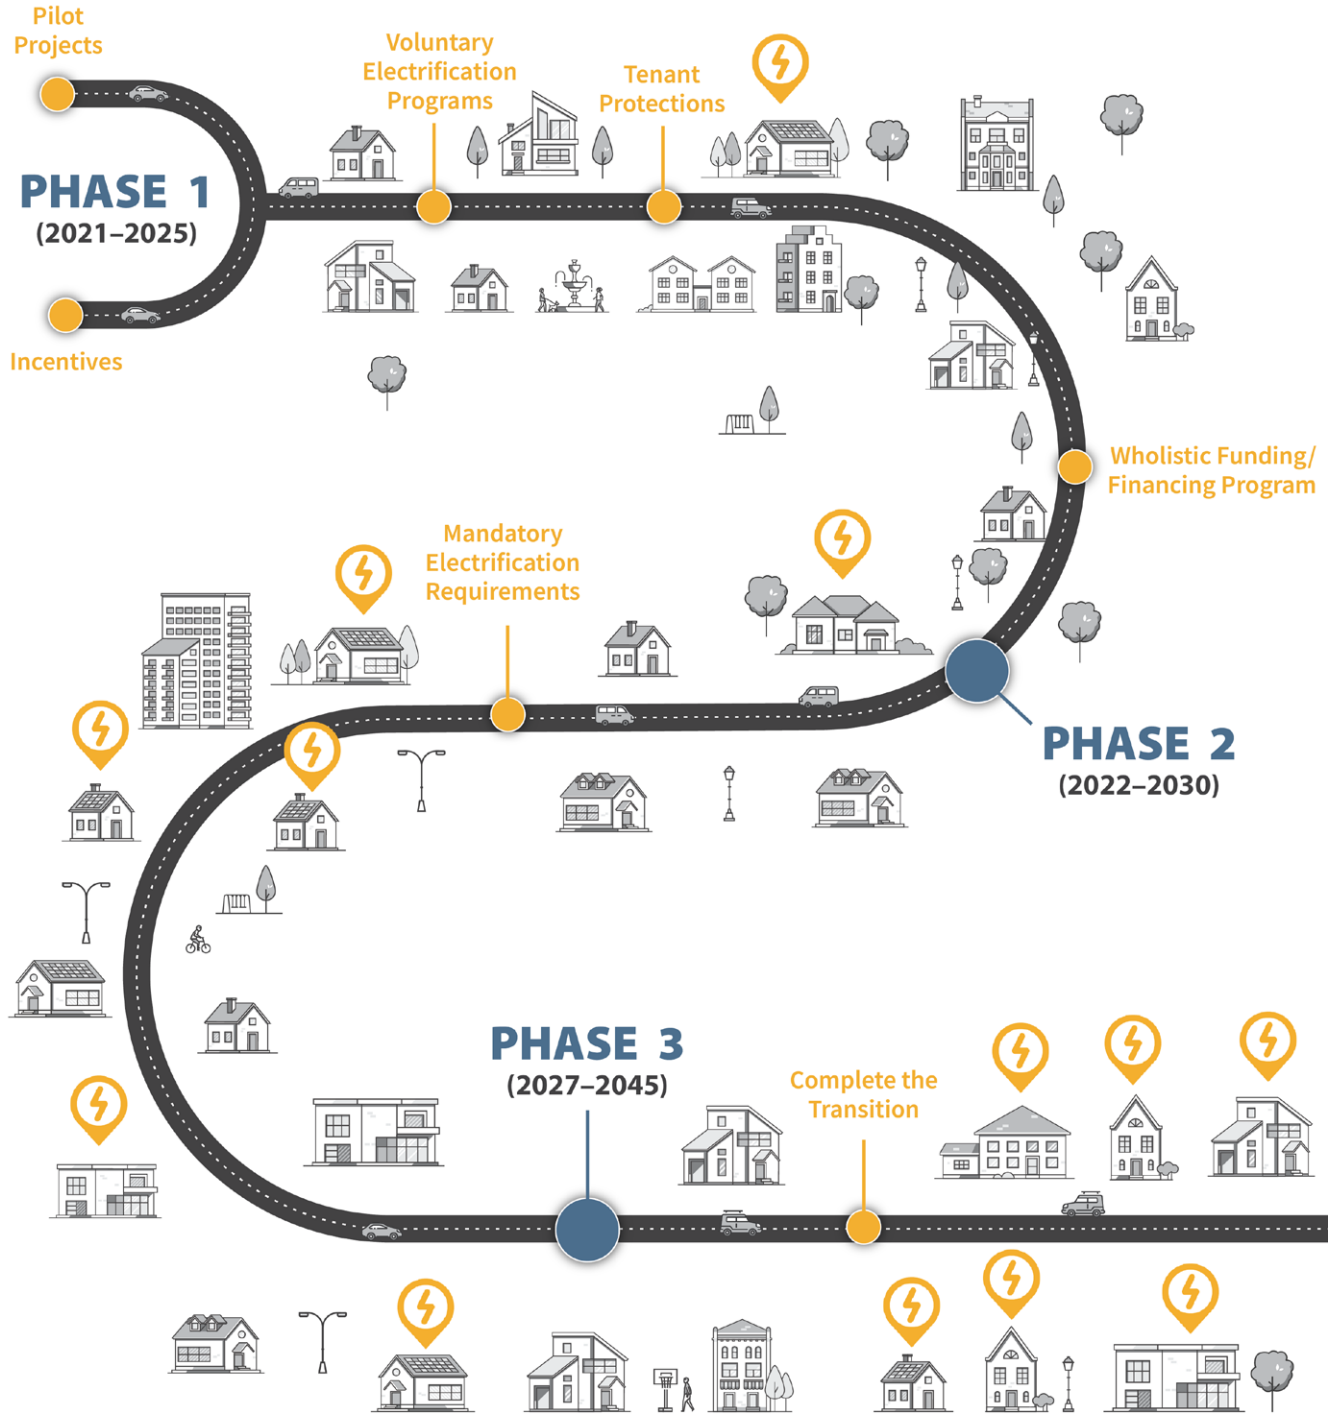 Pilot
Projects
PHASE 1
(2021–2025)
Incentives
Voluntary
Electrification
Programs
Tenant
Protections
Wholistic Funding/
Financing Program
PHASE 2
(2022–2030)
Mandatory
Electrification
Requirements
PHASE 3
(2027–2045)
Complete the
Transition